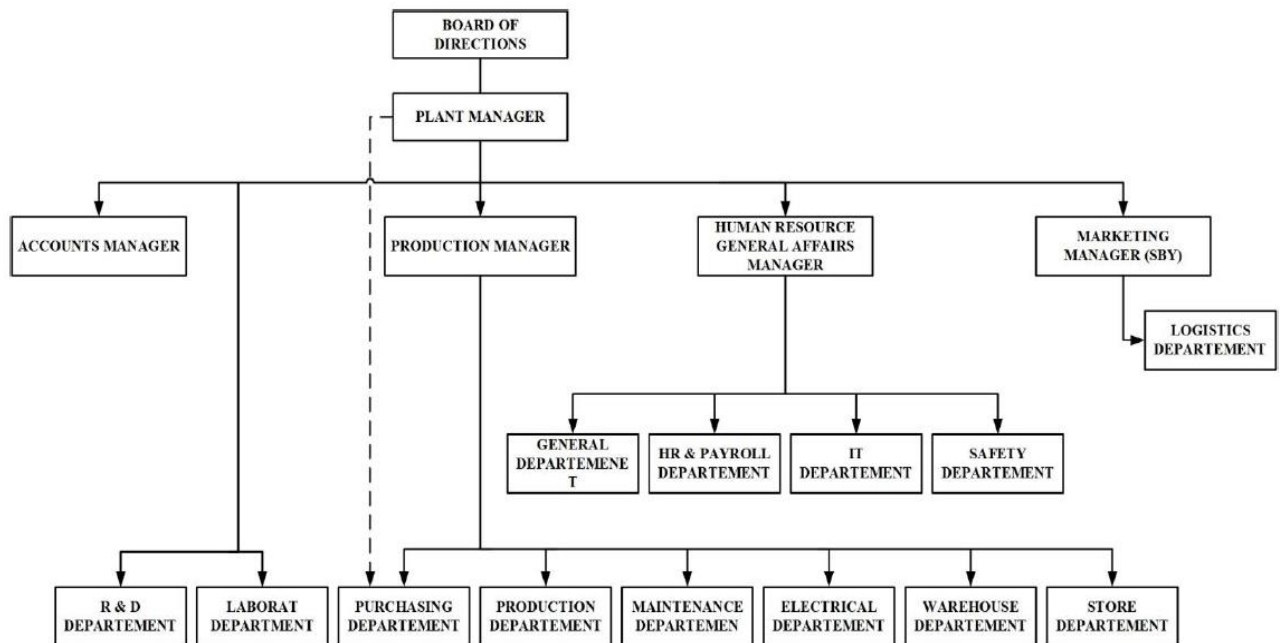 BOARD OF
DIRECTIONS
PLANT MANAGER
ACCOUNTS MANAGER
PRODUCTION MANAGER
HUMAN RESOURCE
GENERAL AFFAIRS
MANAGER
MARKETING
MANAGER (SBY)
LOGISTICS
DEPARTEMENT
GENERAL
DEPARTEMENE
T
HR & PAYROLL
DEPARTEMENT
IT
DEPARTEMENT
SAFETY
DEPARTEMENT
R & D
DEPARTEMENT
LABORAT
DEPARTMENT
PURCHASING
DEPARTEMENT
PRODUCTION
DEPARTEMENT
MAINTENANCE
DEPARTEMEN
ELECTRICAL
DEPARTEMENT
WAREHOUSE
DEPARTEMENT
STORE
DEPARTEMENT